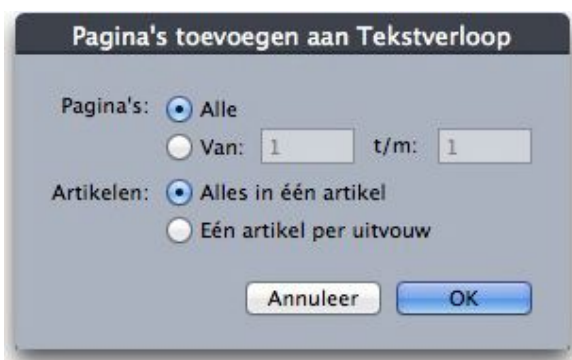 Pagina's toevoegen aan Tekstverloop
Pagina's: Alle
Van: 1 t/m: 1
Artikelen: Alles in één artikel
Eén artikel per uitvouw
Annuleer OK